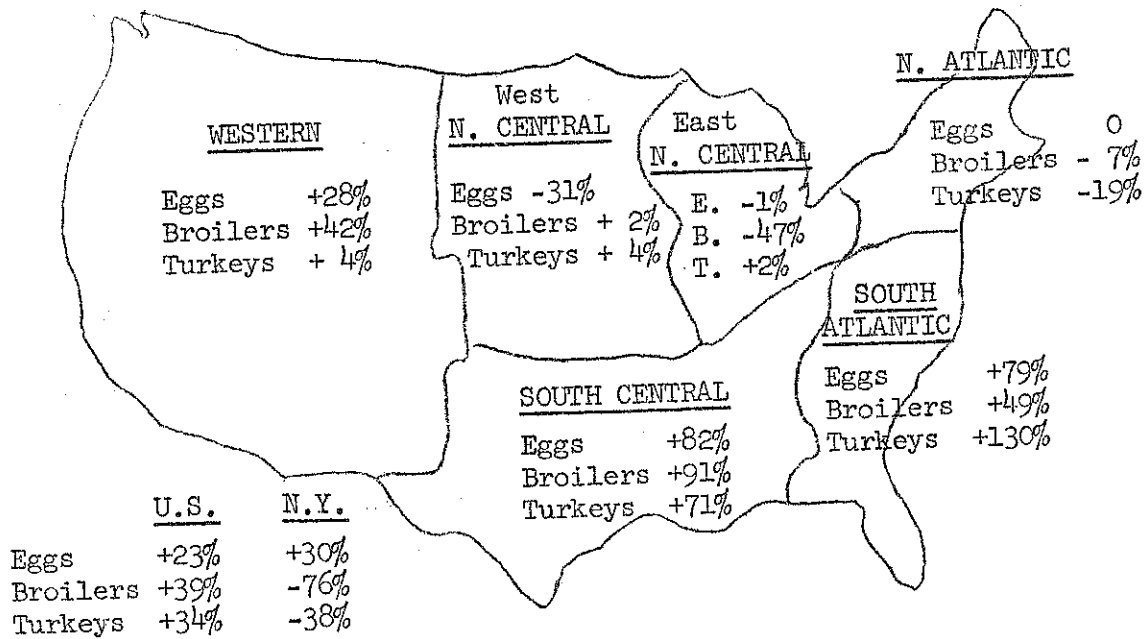 WESTERN
Eggs +28%
Broilers +42%
Turkeys + 4%
West
N. CENTRAL
Eggs -31%
Broilers + 2%
Turkeys + 4%
East
N. CENTRAL
E. -1%
B. -47%
T. +2%
N. ATLANTIC
Eggs 0
Broilers - 7%
Turkeys -19%
SOUTH
ATLANTIC
Eggs +79%
Broilers +49%
Turkeys +130%
SOUTH CENTRAL
Eggs +82%
Broilers +91%
Turkeys +71%
U.S. N.Y.
Eggs +23% +30%
Broilers +39% -76%
Turkeys +34% -38%